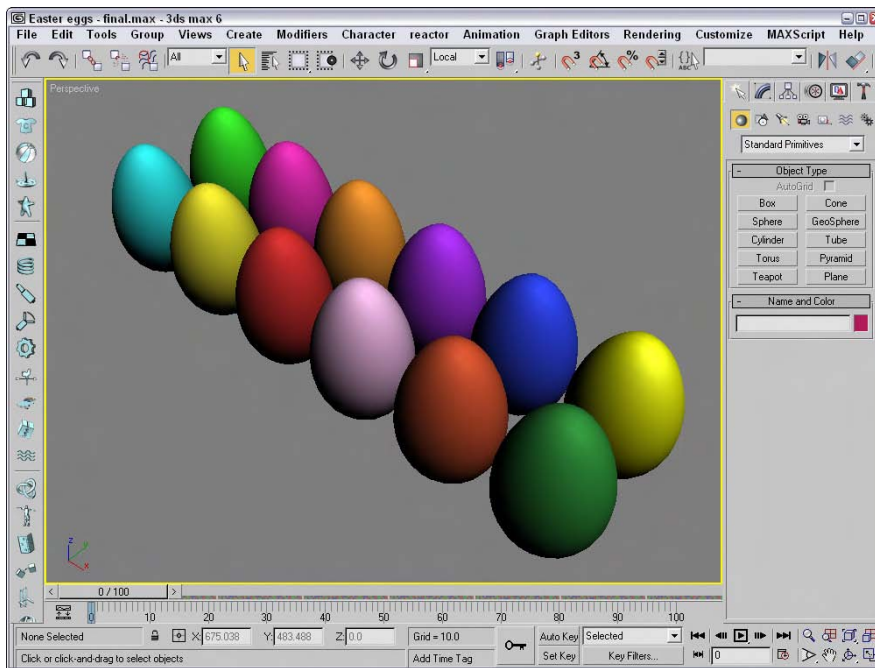 Easter eggs - final.max - 3ds max 6
File Edit Tools Group Views Create Modifiers Character reactor Animation Graph Editors Rendering Customize MAXScript Help
All
Local
ABC
Perspective
Standard Primitives
- Object Type
AutoGrid
Box Cone
Sphere GeoSphere
Cylinder Tube
Torus Pyramid
Teapot Plane
- Name and Color
z
y
x
< 0 / 100 >
0 10 20 30 40 50 60 70 80 90 100
None Selected X: 675.038 Y: 483.488 Z: 0.0 Grid = 10.0 Auto Key Selected
Click or click-and-drag to select objects Add Time Tag Set Key Key Filters... 0